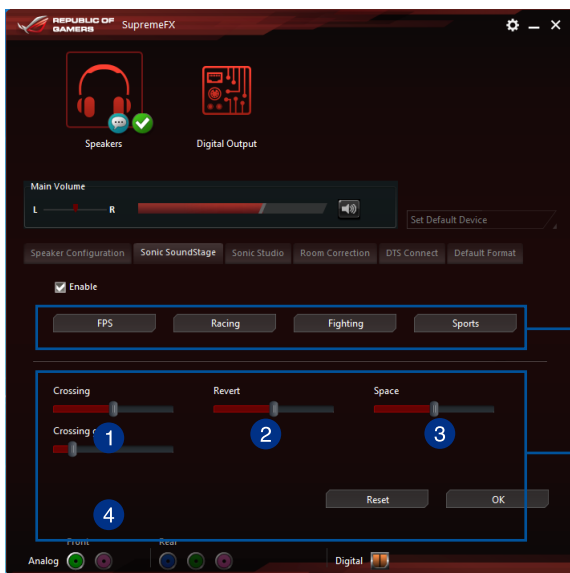 REPUBLIC OF
GAMERS
SupremeFX
Speakers
Digital Output
Main Volume
L R
Set Default Device
Speaker Configuration Sonic SoundStage Sonic Studio Room Correction DTS Connect Default Format
Enable
FPS Racing Fighting Sports
Crossing Revert Space
1 2 3
Crossing
4
Reset OK
Front Rear
Analog Digital